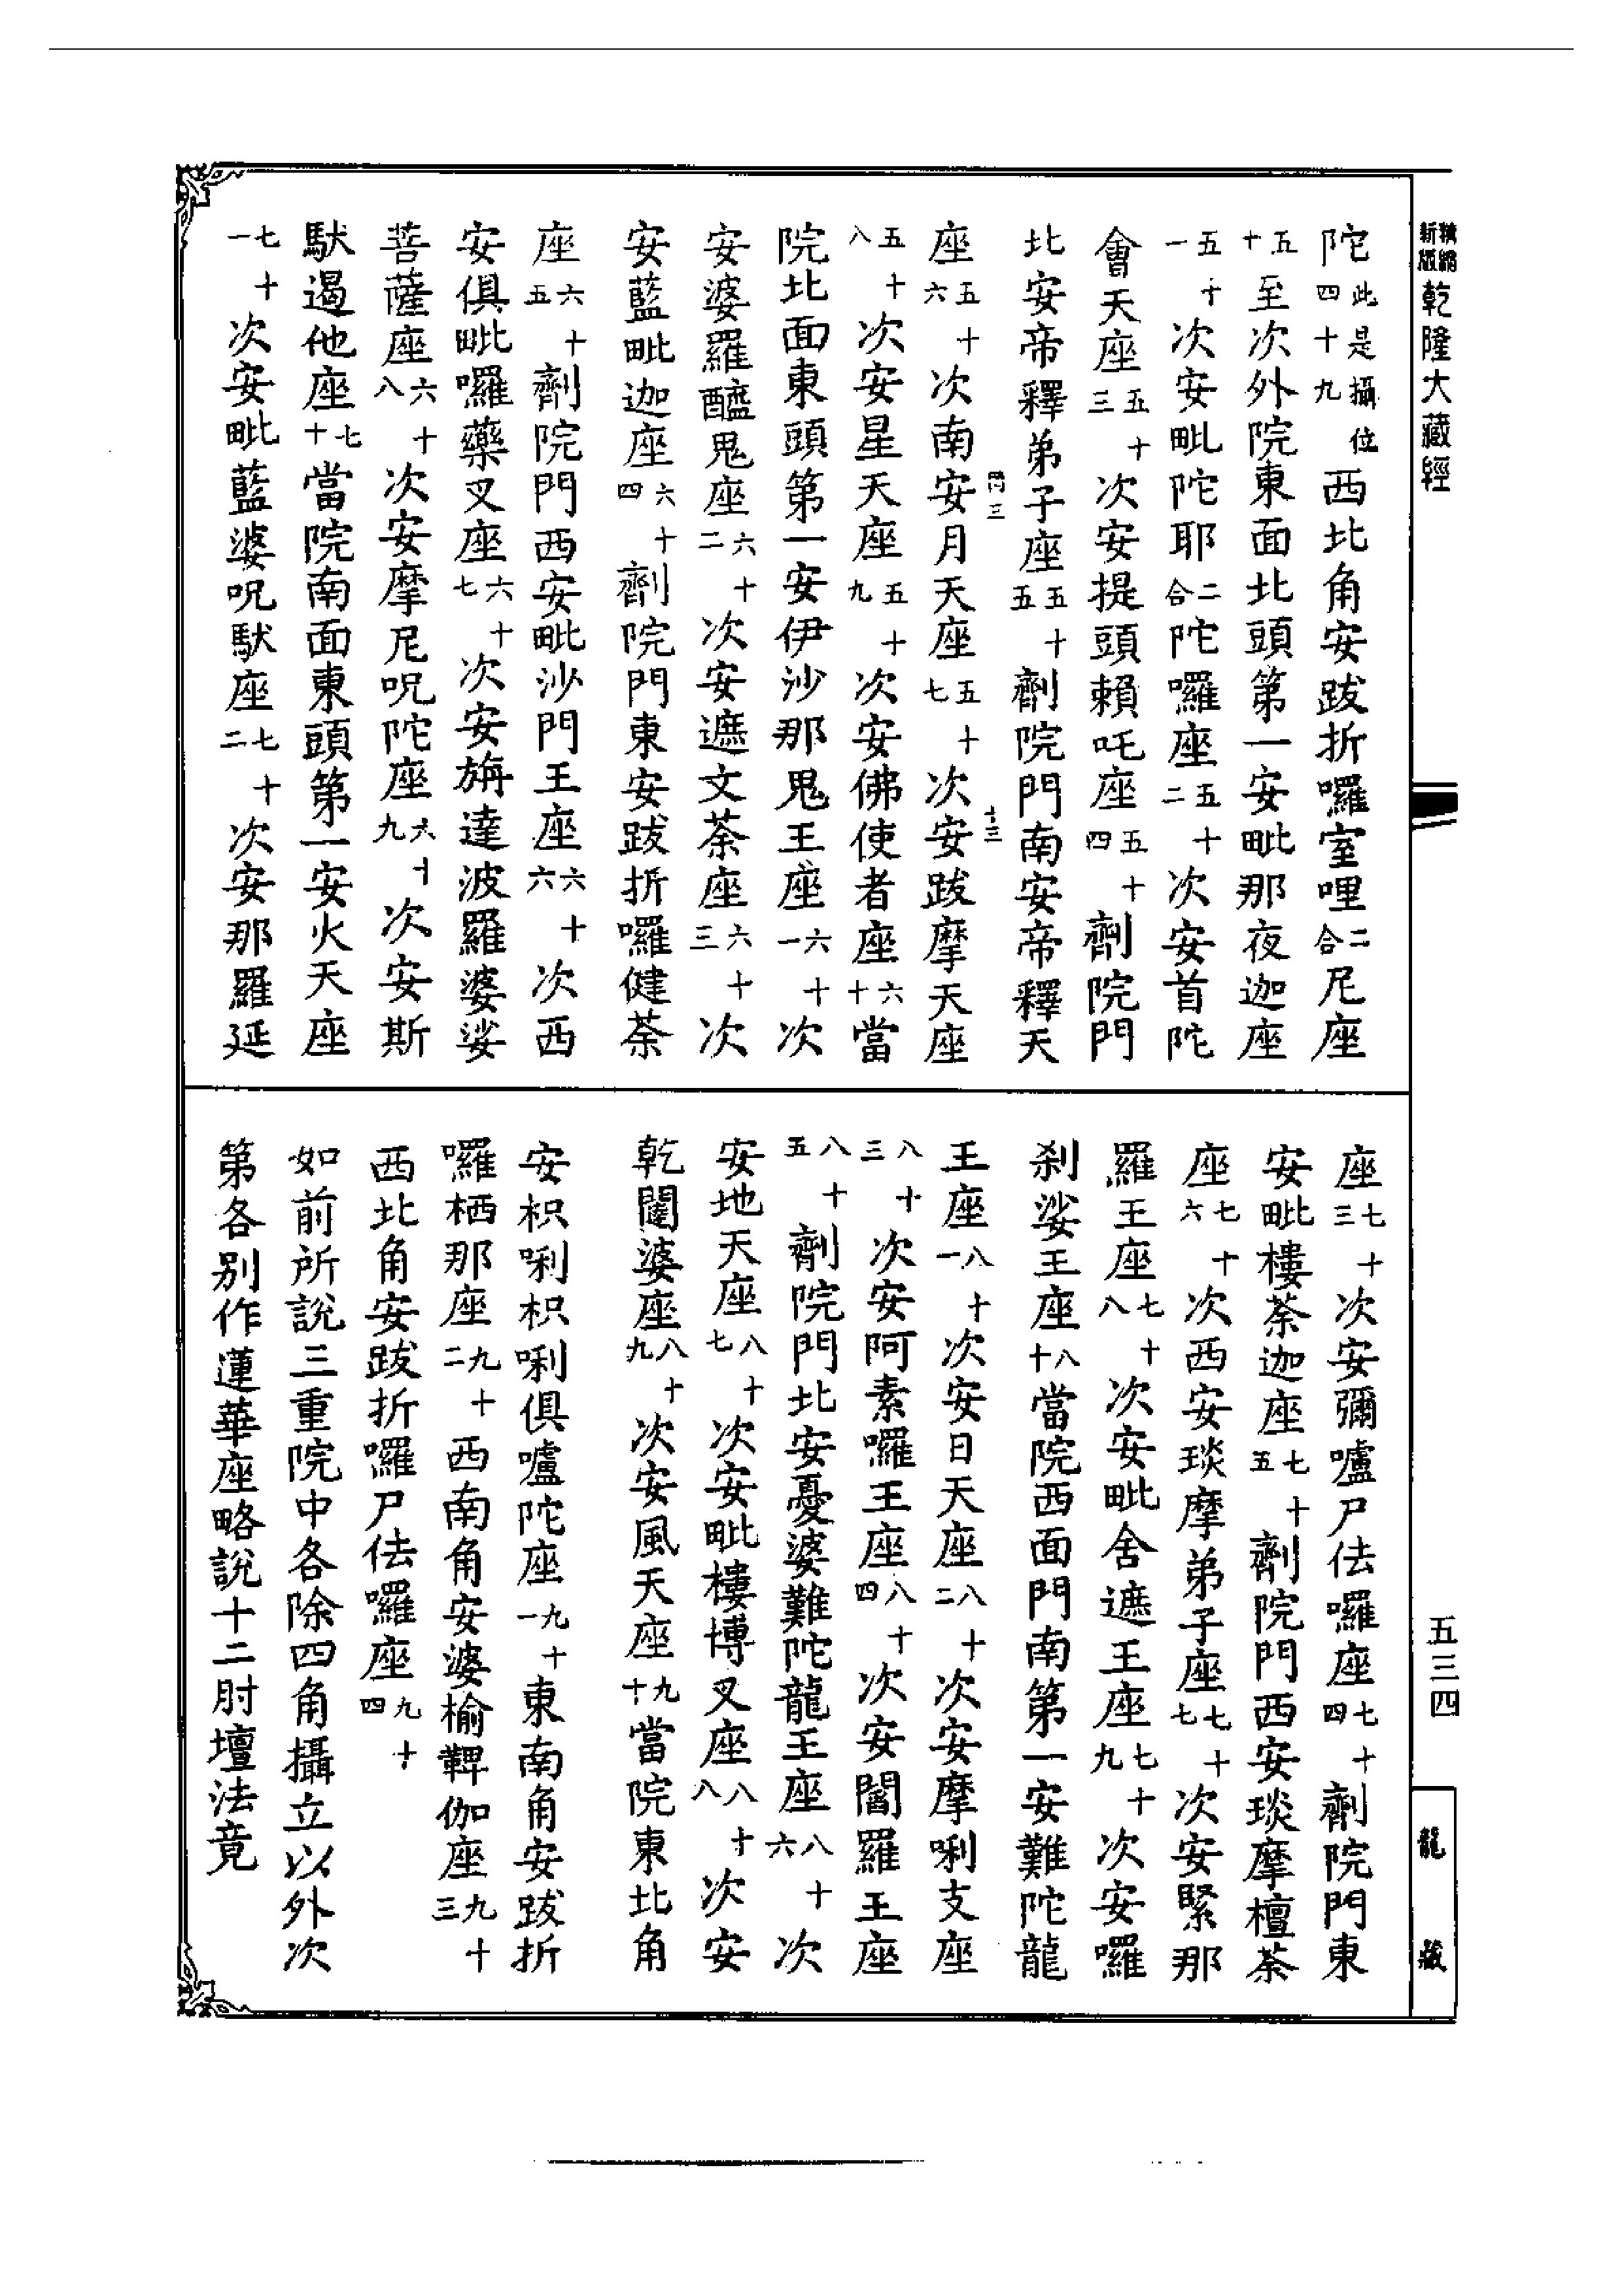 精縮新版乾隆大藏經
五三四
龍藏
陀此是攝位四十九西北角安跋折囉室哩二合尼座
五十至次外院東面北頭第一安毗那夜迦座
五十一次安毗陀耶二合陀囉座五十二次安首陀
會天座五十三次安提頭賴吒座五十四劑院門
北安帝釋弟子座五十五劑院門南安帝釋天
十三
座五十六次南安月天座五十七次安跋摩天座
五十八次安星天座五十九次安佛使者座六十當
院北面東頭第一安伊沙那鬼王座六十一次
安婆羅醯鬼座六十二次安遮文荼座六十三次
安藍毗迦座六十四劑院門東安跋折囉健荼
座六十五劑院門西安毗沙門王座六十六次西
安俱毗囉藥叉座六十七次安旃達波羅婆娑
菩薩座六十八次安摩尼呪陀座六十九次安斯
馱遏他座七十當院南面東頭第一安火天座
七十一次安毗藍婆呪馱座七十二次安那羅延
座七十三次安彌嚧尸佉囉座七十四劑院門東
安毗樓荼迦座七十五劑院門西安琰摩檀荼
座七十六次西安琰摩弟子座七十七次安緊那
羅王座七十八次安毗舍遮王座七十九次安囉
刹娑王座八十當院西面門南第一安難陀龍
王座八十一次安日天座八十二次安摩唎支座
八十三次安阿素囉王座八十四次安閻羅王座
八十五劑院門北安憂婆難陀龍王座八十六次
安地天座八十七次安毗樓博叉座八十八次安
乾闥婆座八十九次安風天座九十當院東北角
安枳唎枳唎俱嚧陀座九十一東南角安跋折
囉栖那座九十二西南角安婆榆鞞伽座九十三
西北角安跋折囉尸佉囉座九十四
如前所說三重院中各除四角攝立以外次
第各別作蓮華座略說十二肘壇法竟